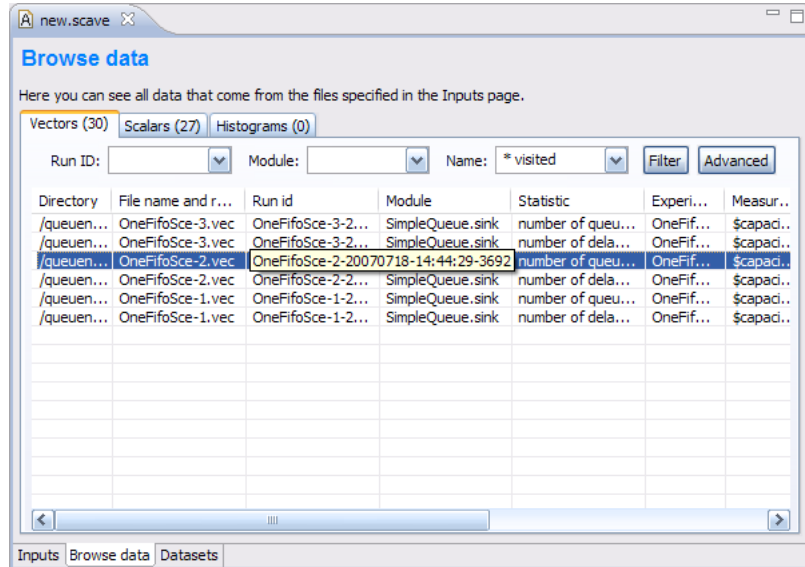 new.scave
Browse data
Here you can see all data that come from the files specified in the Inputs page.
Vectors (30) Scalars (27) Histograms (0)
Run ID: Module: Name: * visited Filter Advanced
Directory File name and r... Run id Module Statistic Experi... Measur...
/queuen... OneFifoSce-3.vec OneFifoSce-3-2... SimpleQueue.sink number of queu... OneFif... $capaci..
/queuen... OneFifoSce-3.vec OneFifoSce-3-2... SimpleQueue.sink number of dela... OneFif... $capaci..
/queuen... OneFifoSce-2.vec OneFifoSce-2-20070718-14:44:29-3692 number of queu... OneFif... $capaci..
/queuen... OneFifoSce-2.vec OneFifoSce-2-2... SimpleQueue.sink number of dela... OneFif... $capaci..
/queuen... OneFifoSce-1.vec OneFifoSce-1-2... SimpleQueue.sink number of queu... OneFif... $capaci..
/queuen... OneFifoSce-1.vec OneFifoSce-1-2... SimpleQueue.sink number of dela... OneFif... $capaci..
Inputs Browse data Datasets